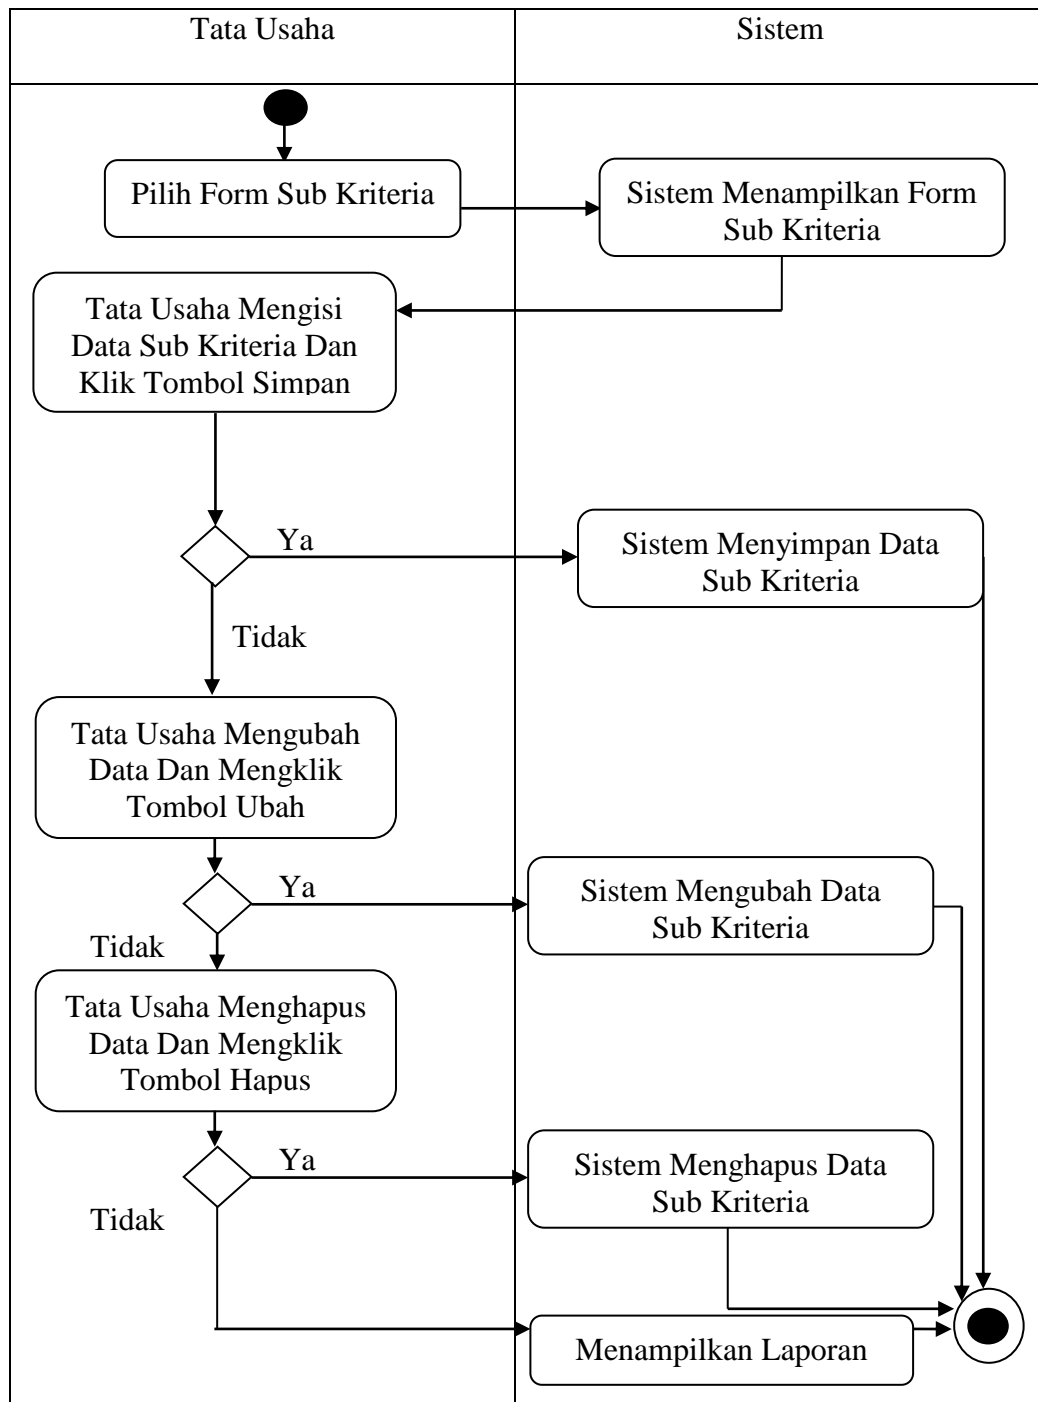 Tata Usaha
Sistem
Pilih Form Sub Kriteria
Sistem Menampilkan Form
Sub Kriteria
Tata Usaha Mengisi
Data Sub Kriteria Dan
Klik Tombol Simpan
Ya
Sistem Menyimpan Data
Sub Kriteria
Tidak
Tata Usaha Mengubah
Data Dan Mengklik
Tombol Ubah
Ya
Sistem Mengubah Data
Sub Kriteria
Tidak
Tata Usaha Menghapus
Data Dan Mengklik
Tombol Hapus
Ya
Sistem Menghapus Data
Sub Kriteria
Tidak
Menampilkan Laporan